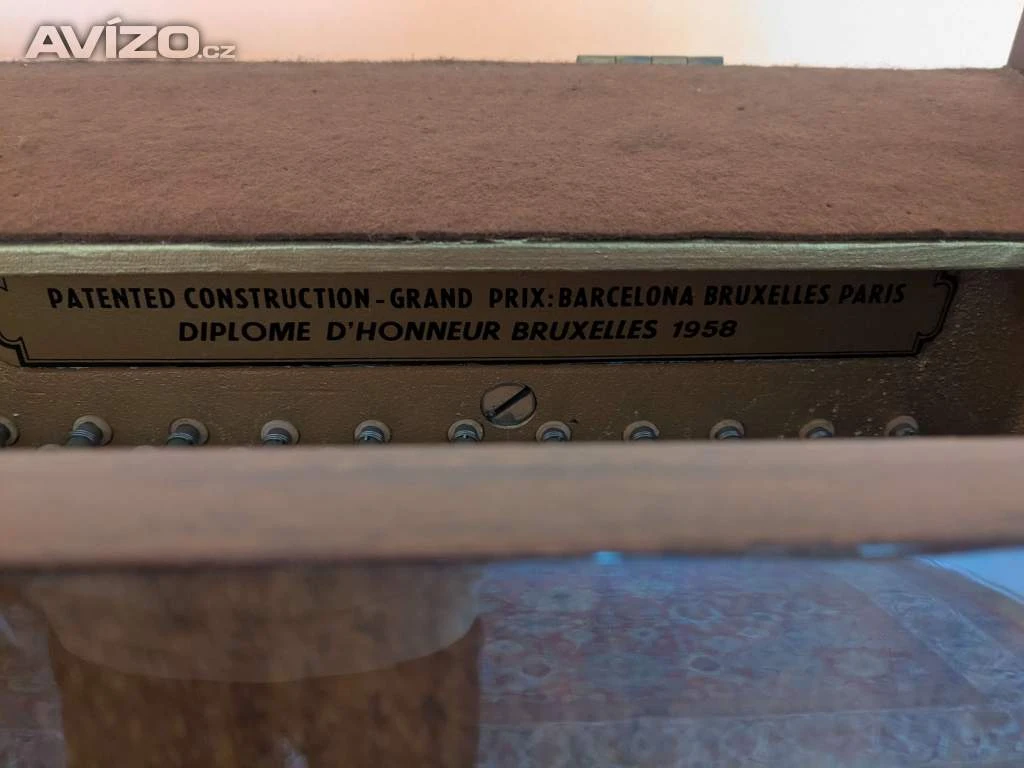 AVÍZO.cz
PATENTED CONSTRUCTION - GRAND PRIX: BARCELONA BRUXELLES PARIS
DIPLOME D'HONNEUR BRUXELLES 1958